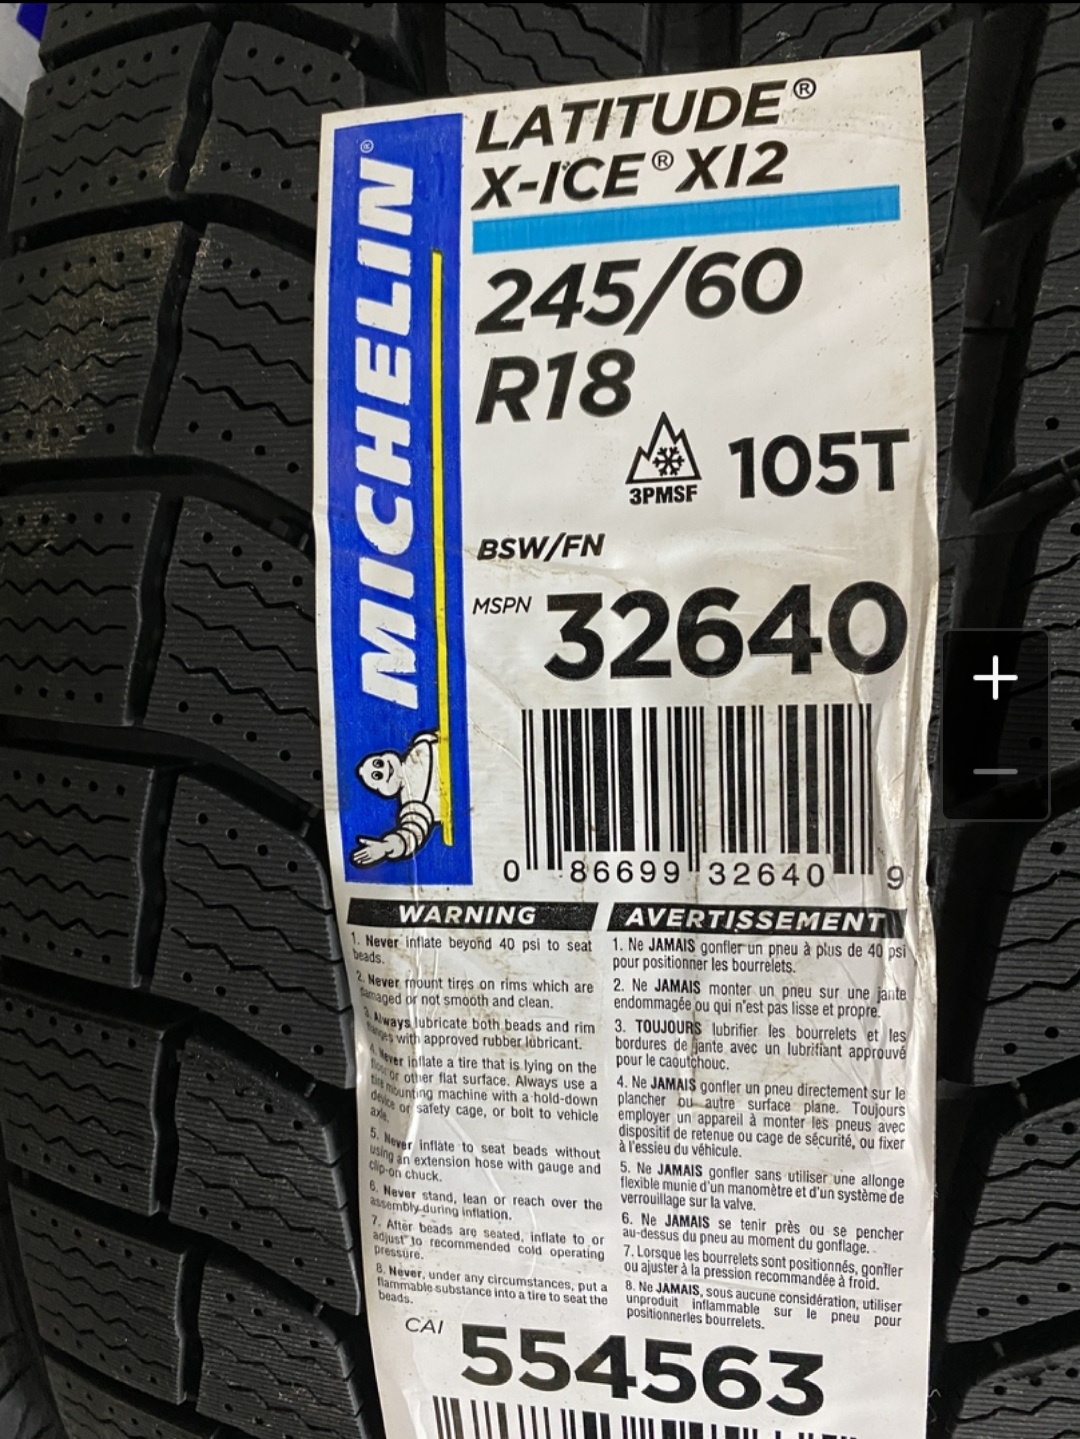 MICHELIN®
LATITUDE®
X-ICE® XI2
245/60
R18
3PMSF
105T
BSW/FN
MSPN 32640
0 86699 32640 9
WARNING
1. Never inflate beyond 40 psi to seat
beads.
2. Never mount tires on rims which are
damaged or not smooth and clean.
3. Always lubricate both beads and rim
flanges with approved rubber lubricant.
4. Never inflate a tire that is lying on the
floor or other flat surface. Always use a
tire mounting machine with a hold-down
device or safety cage, or bolt to vehicle
axle.
5. Never inflate to seat beads without
using an extension hose with gauge and
clip-on chuck.
6. Never stand, lean or reach over the
assembly during inflation.
7. After beads are seated, inflate to or
adjust to recommended cold operating
pressure.
8. Never, under any circumstances, put a
flammable substance into a tire to seat the
beads.
AVERTISSEMENT
1. Ne JAMAIS gonfler un pneu à plus de 40 psi
pour positionner les bourrelets.
2. Ne JAMAIS monter un pneu sur une jante
endommagée ou qui n'est pas lisse et propre.
3. TOUJOURS lubrifier les bourrelets et les
bordures de jante avec un lubrifiant approuvé
pour le caoutchouc.
4. Ne JAMAIS gonfler un pneu directement sur le
plancher ou autre surface plane. Toujours
employer un appareil à monter les pneus avec
dispositif de retenue ou cage de sécurité, ou fixer
à l'essieu du véhicule.
5. Ne JAMAIS gonfler sans utiliser une allonge
flexible munie d'un manomètre et d'un système de
verrouillage sur la valve.
6. Ne JAMAIS se tenir près ou se pencher
au-dessus du pneu au moment du gonflage.
7. Lorsque les bourrelets sont positionnés, gonfler
ou ajuster à la pression recommandée à froid.
8. Ne JAMAIS, sous aucune considération, utiliser
unproduit inflammable sur le pneu pour
positionnerles bourrelets.
CAI 554563